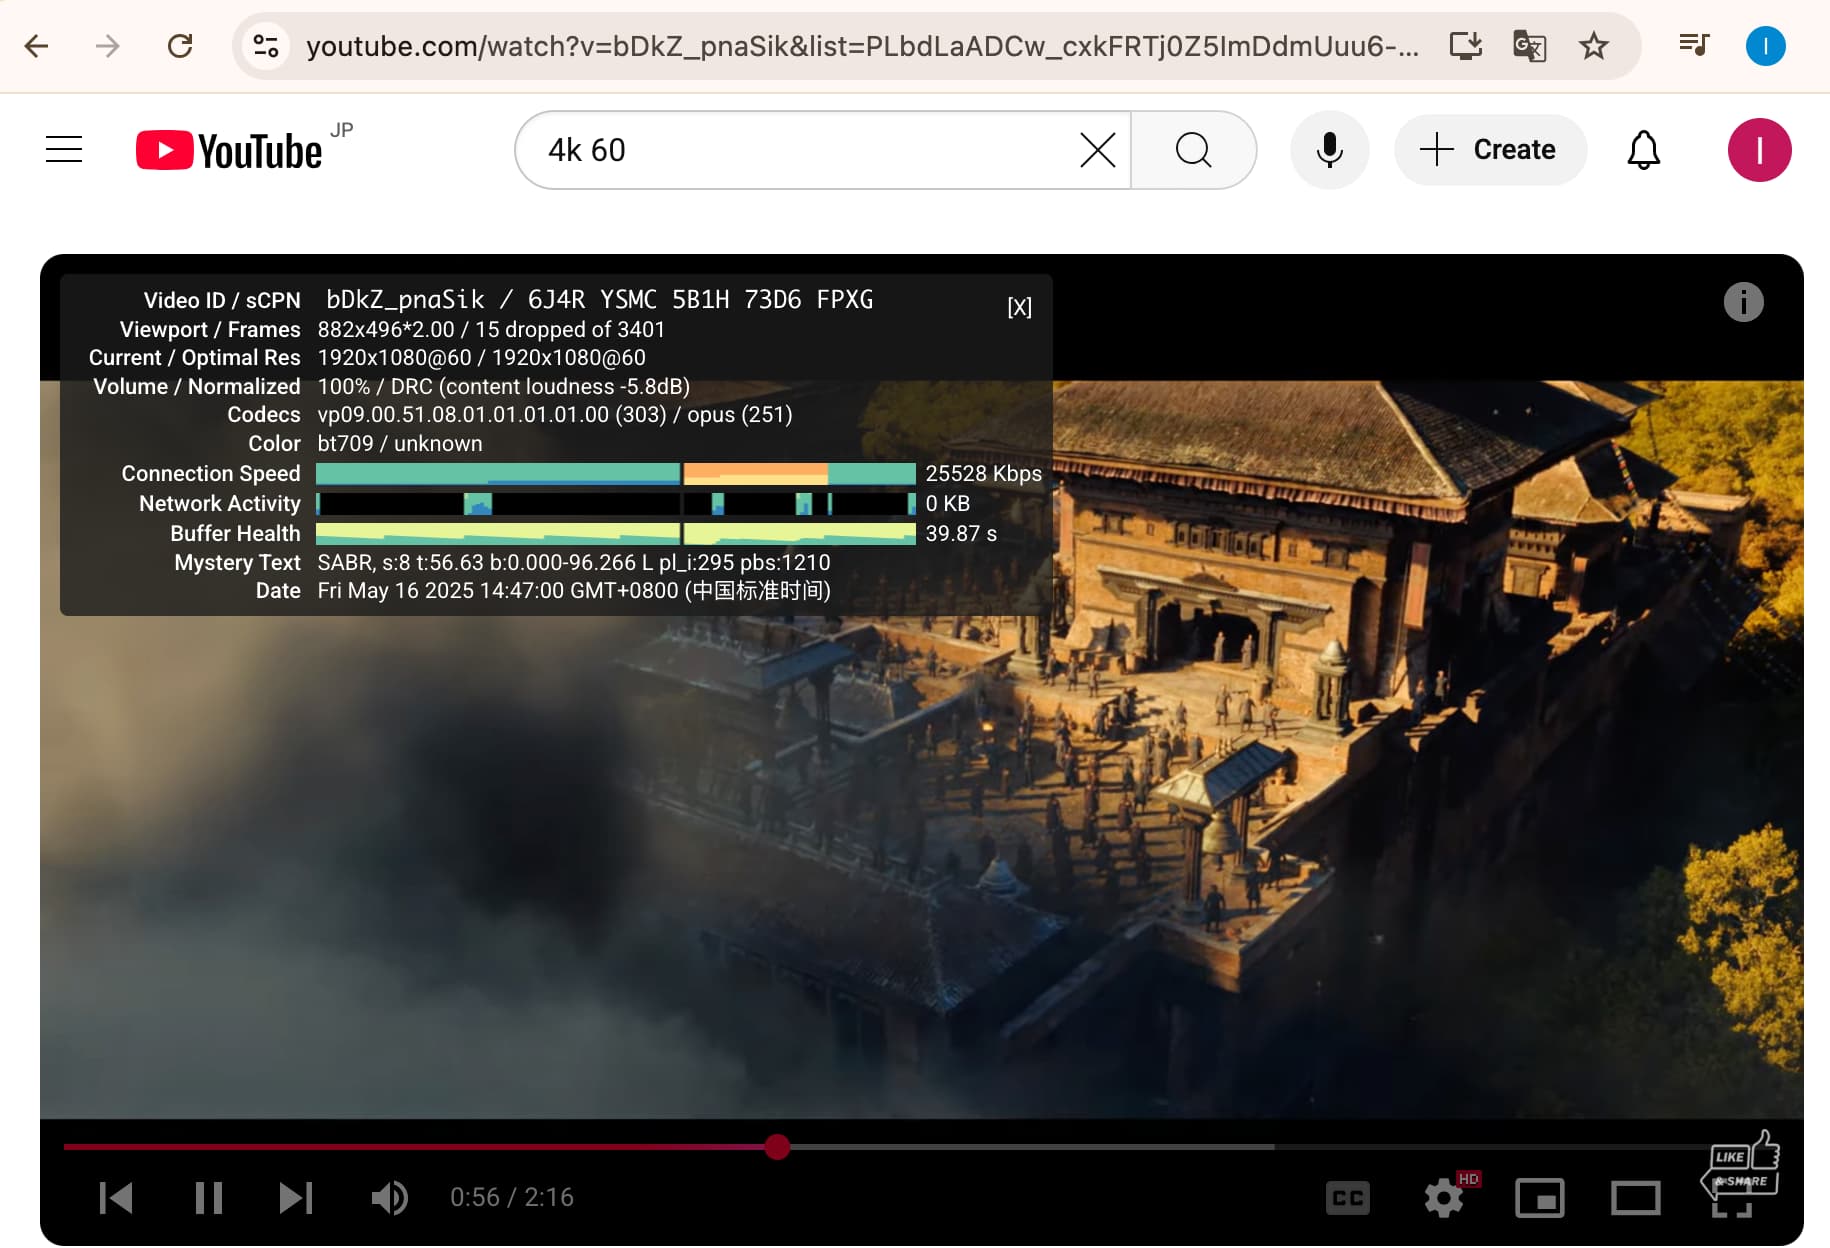 youtube.com/watch?v=bDkZ_pnaSik&list=PLbdLaADCw_cxkFRTj0Z5ImDdmUuu6-...
I
YouTube JP
4k 60
Create
I
Video ID / sCPN bDkZ_pnaSik / 6J4R YSMC 5B1H 73D6 FPXG
[X]
Viewport / Frames 882x496*2.00 / 15 dropped of 3401
Current / Optimal Res 1920x1080@60 / 1920x1080@60
Volume / Normalized 100% / DRC (content loudness -5.8dB)
Codecs vp09.00.51.08.01.01.01.01.00 (303) / opus (251)
Color bt709 / unknown
Connection Speed 25528 Kbps
Network Activity 0 KB
Buffer Health 39.87 s
Mystery Text SABR, s:8 t:56.63 b:0.000-96.266 L pl_i:295 pbs:1210
Date Fri May 16 2025 14:47:00 GMT+0800 (中国标准时间)
LIKE
& SHARE
0:56 / 2:16
CC
HD